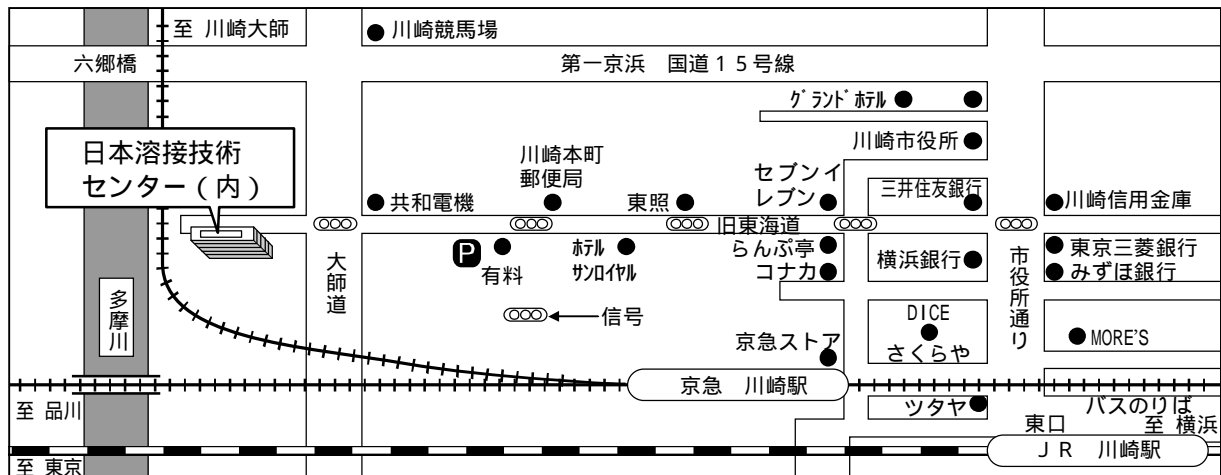 至 川崎大師
川崎競馬場
六郷橋
第一京浜 国道１５号線
ｸﾞﾗﾝﾄﾞﾎﾃﾙ
川崎市役所
日本溶接技術
センター（内）
川崎本町
郵便局
セブンイ
レブン
三井住友銀行
共和電機
東照
川崎信用金庫
旧東海道
らんぷ亭
コナカ
P
有料
ﾎﾃﾙ
ｻﾝﾛｲﾔﾙ
横浜銀行
東京三菱銀行
みずほ銀行
大師道
市役所通り
多摩川
信号
DICE
さくらや
MORE'S
京急ストア
京急 川崎駅
至 品川
ツタヤ
バスのりば
東口
至 横浜
ＪＲ 川崎駅
至 東京